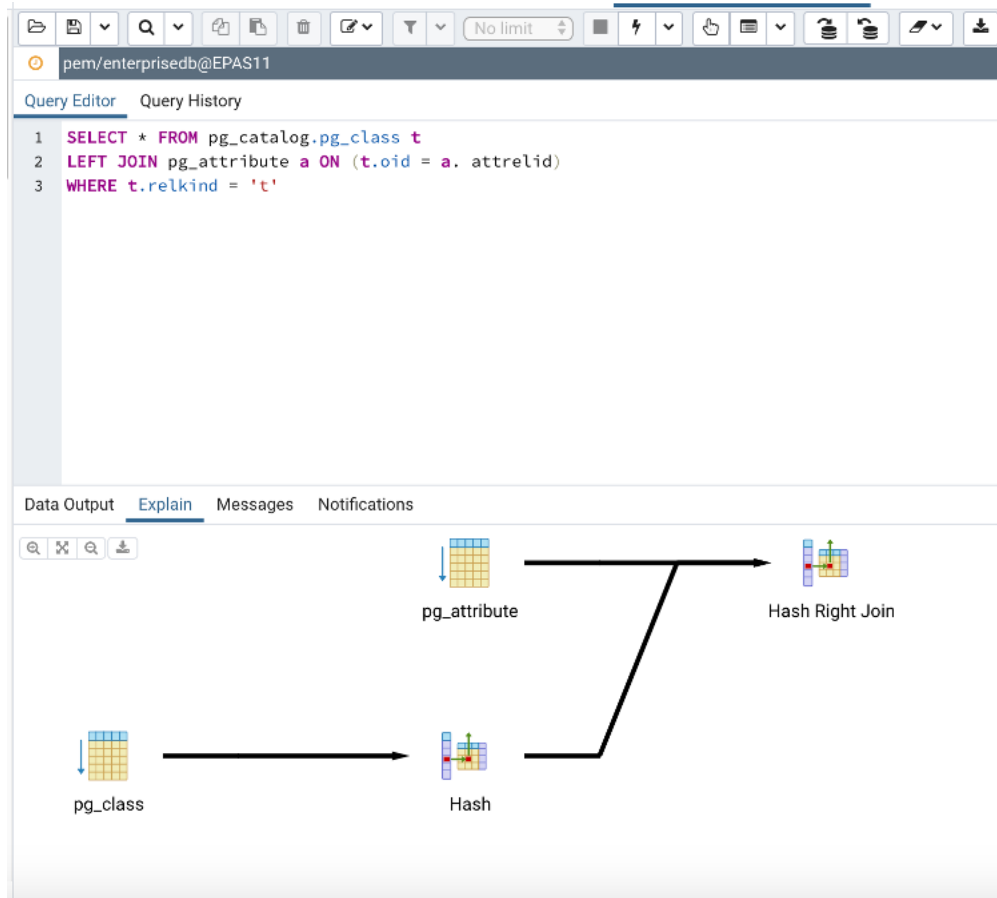 No limit
pem/enterprisedb@EPAS11
Query Editor Query History
1 SELECT * FROM pg_catalog.pg_class t
2 LEFT JOIN pg_attribute a ON (t.oid = a. attrelid)
3 WHERE t.relkind = 't'
Data Output Explain Messages Notifications
pg_attribute
Hash Right Join
pg_class
Hash